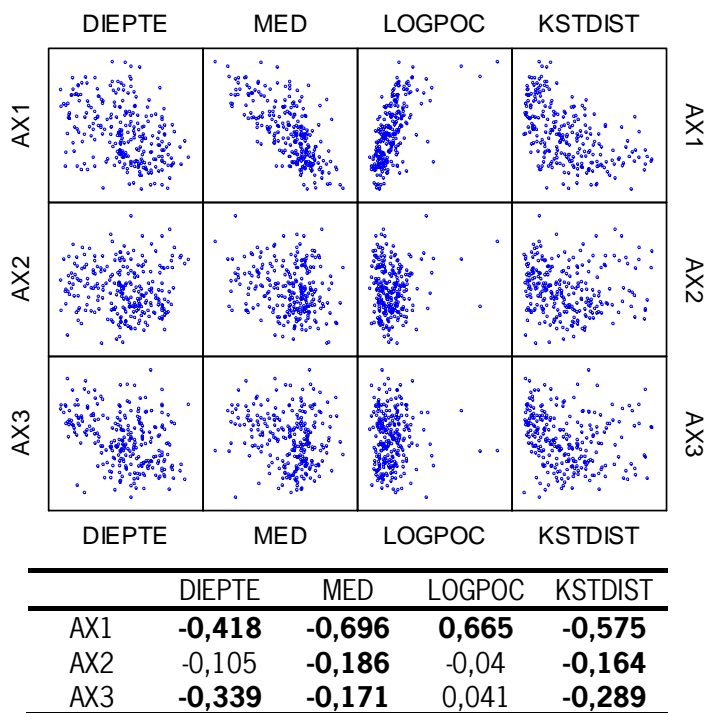 DIEPTE MED LOGPOC KSTDIST
AX1 AX1
AX2 AX2
AX3 AX3
DIEPTE MED LOGPOC KSTDIST
DIEPTE MED LOGPOC KSTDIST
AX1 -0,418 -0,696 0,665 -0,575
AX2 -0,105 -0,186 -0,04 -0,164
AX3 -0,339 -0,171 0,041 -0,289